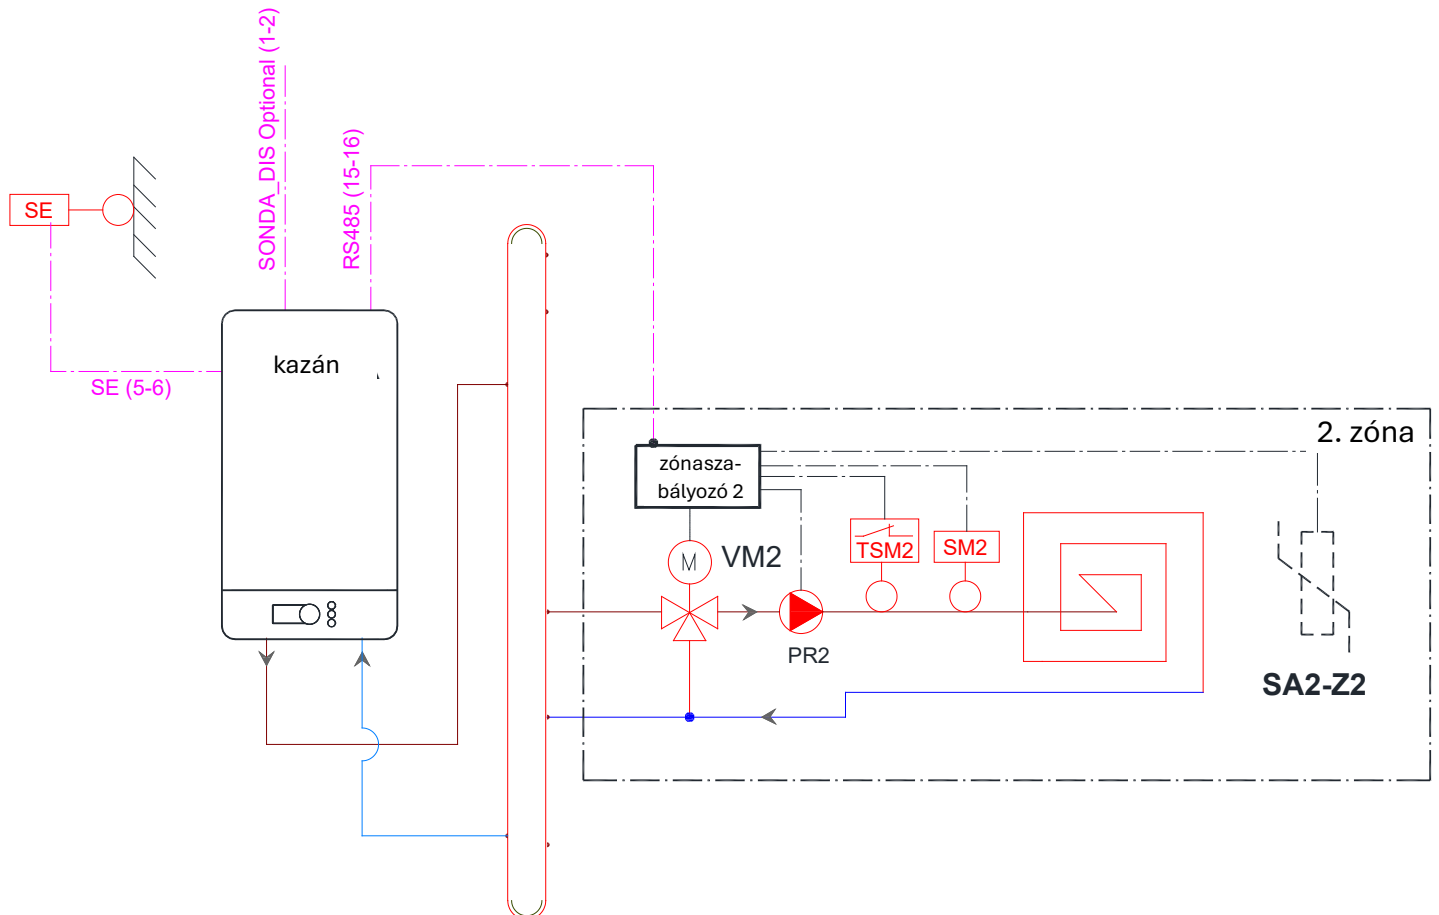 SONDA_DIS Optional (1-2)
RS485 (15-16)
SE
SE (5-6)
kazán
2. zóna
zónasza-
bályozó 2
M
VM2
TSM2
SM2
PR2
SA2-Z2